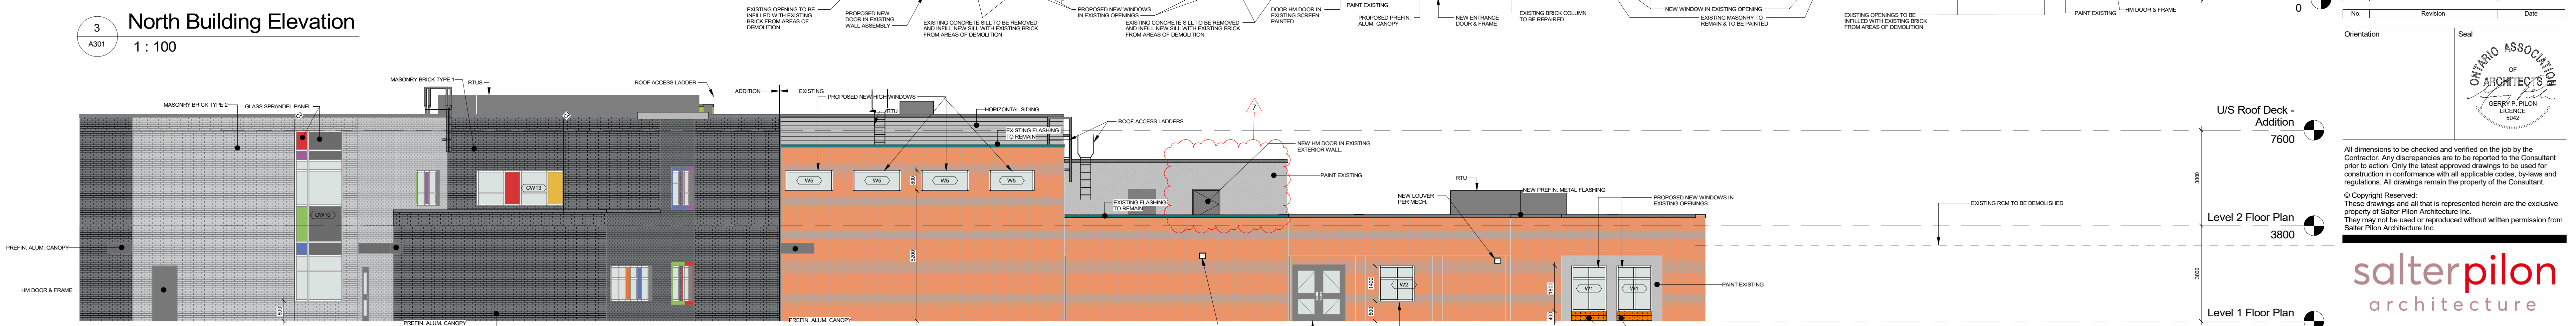 3
A301
North Building Elevation
1 : 100
EXISTING OPENING TO BE
INFILLED WITH EXISTING
BRICK FROM AREAS OF
DEMOLITION
PROPOSED NEW
DOOR IN EXISTING
WALL ASSEMBLY
EXISTING CONCRETE SILL TO BE REMOVED
AND INFILL NEW SILL WITH EXISTING BRICK
FROM AREAS OF DEMOLITION
PROPOSED NEW WINDOWS
IN EXISTING OPENINGS
EXISTING CONCRETE SILL TO BE REMOVED
AND INFILL NEW SILL WITH EXISTING BRICK
FROM AREAS OF DEMOLITION
DOOR HM DOOR IN
EXISTING SCREEN.
PAINTED
PAINT EXISTING
PROPOSED PREFIN.
ALUM. CANOPY
NEW ENTRANCE
DOOR & FRAME
EXISTING BRICK COLUMN
TO BE REPAIRED
NEW WINDOW IN EXISTING OPENING
EXISTING MASONRY TO
REMAIN & TO BE PAINTED
EXISTING OPENINGS TO BE
INFILLED WITH EXISTING BRICK
FROM AREAS OF DEMOLITION
PAINT EXISTING
HM DOOR & FRAME
0
No.
Revision
Date
Orientation
Seal
ONTARIO ASSOCIATION
OF
ARCHITECTS
GERRY P. PILON
LICENCE
5042
MASONRY BRICK TYPE 2
GLASS SPRANDEL PANEL
MASONRY BRICK TYPE 1
RTUS
ROOF ACCESS LADDER
ADDITION
EXISTING
PROPOSED NEW HIGH WINDOWS
RTU
HORIZONTAL SIDING
EXISTING FLASHING
TO REMAIN
ROOF ACCESS LADDERS
7
NEW HM DOOR IN EXISTING
EXTERIOR WALL.
PAINT EXISTING
W5
W5
W5
W5
800
CW13
CW10
EXISTING FLASHING
TO REMAIN
NEW LOUVER
PER MECH.
RTU
NEW PREFIN. METAL FLASHING
PROPOSED NEW WINDOWS IN
EXISTING OPENINGS
EXISTING RCM TO BE DEMOLISHED
PREFIN. ALUM. CANOPY
HM DOOR & FRAME
800
PREFIN. ALUM. CANOPY
PREFIN. ALUM. CANOPY
5200
1400
800
W2
1800
400
W1
W1
PAINT EXISTING
U/S Roof Deck -
Addition
7600
3800
Level 2 Floor Plan
3800
3800
Level 1 Floor Plan
All dimensions to be checked and verified on the job by the
Contractor. Any discrepancies are to be reported to the Consultant
prior to action. Only the latest approved drawings to be used for
construction in conformance with all applicable codes, by-laws and
regulations. All drawings remain the property of the Consultant.
© Copyright Reserved:
These drawings and all that is represented herein are the exclusive
property of Salter Pilon Architecture Inc.
They may not be used or reproduced without written permission from
Salter Pilon Architecture Inc.
salterpilon
architecture